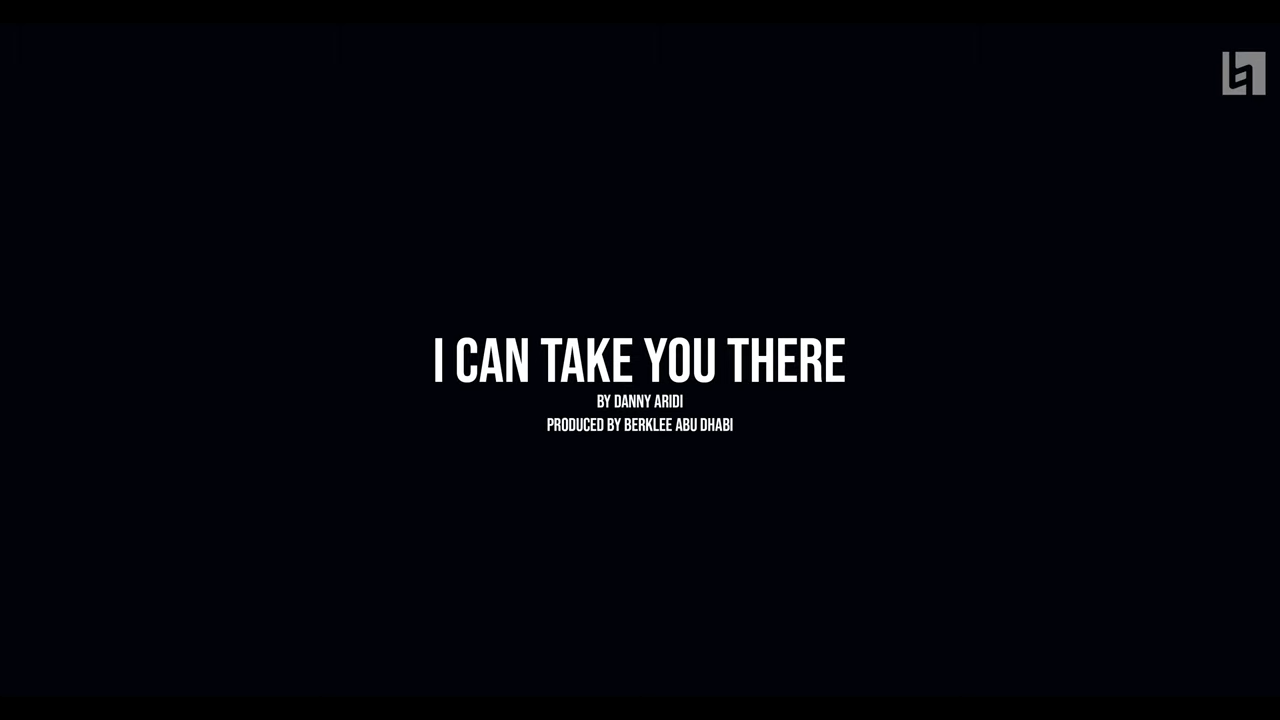 I CAN TAKE YOU THERE
BY DANNY ARIDI
PRODUCED BY BERKLEE ABU DHABI